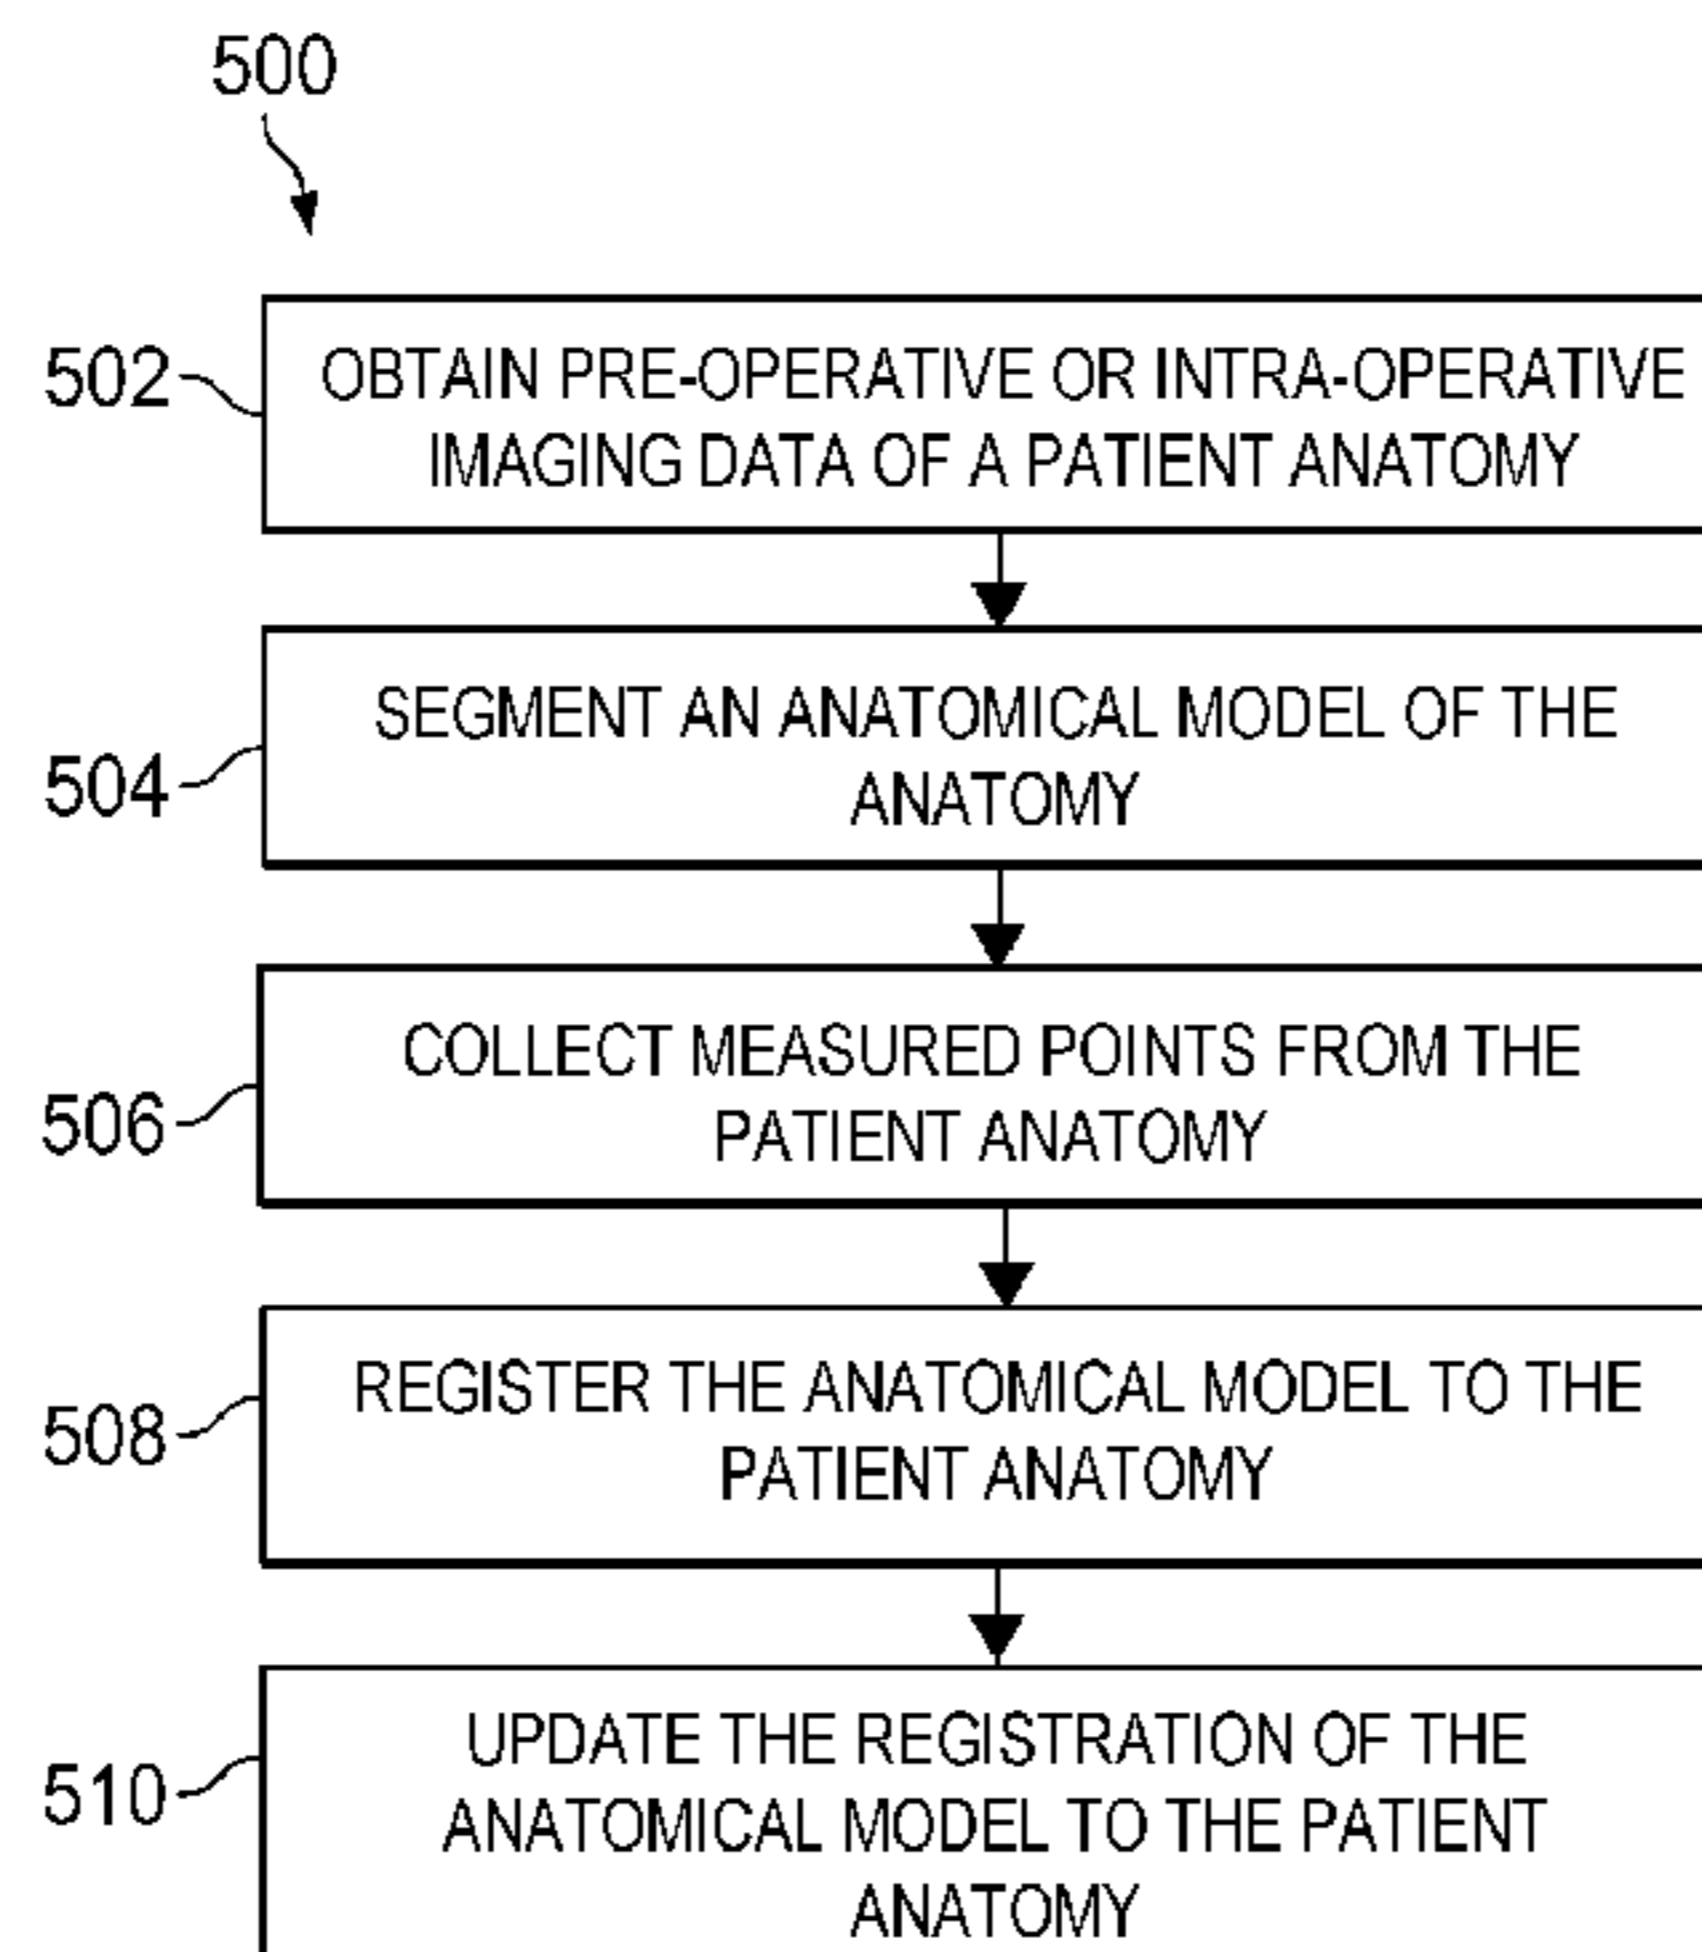 500
502
OBTAIN PRE-OPERATIVE OR INTRA-OPERATIVE
IMAGING DATA OF A PATIENT ANATOMY
504
SEGMENT AN ANATOMICAL MODEL OF THE
ANATOMY
506
COLLECT MEASURED POINTS FROM THE
PATIENT ANATOMY
508
REGISTER THE ANATOMICAL MODEL TO THE
PATIENT ANATOMY
510
UPDATE THE REGISTRATION OF THE
ANATOMICAL MODEL TO THE PATIENT
ANATOMY